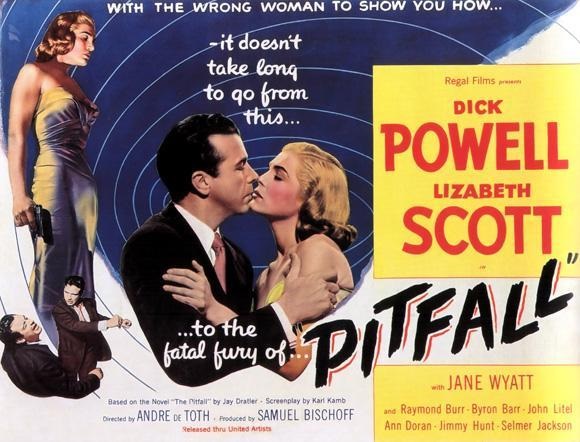 WITH THE WRONG WOMAN TO SHOW YOU HOW...
-it doesn't
take long
to go from
this...
Regal Films presents
DICK
POWELL
LIZABETH
SCOTT
in
...to the
fatal fury of...
"PITFALL"
with JANE WYATT
and Raymond Burr - Byron Barr - John Litel
Ann Doran - Jimmy Hunt - Selmer Jackson
Based on the Novel "The Pitfall" by Jay Dratler - Screenplay by Karl Kamb
Directed by ANDRE DE TOTH - Produced by SAMUEL BISCHOFF
Released thru United Artists